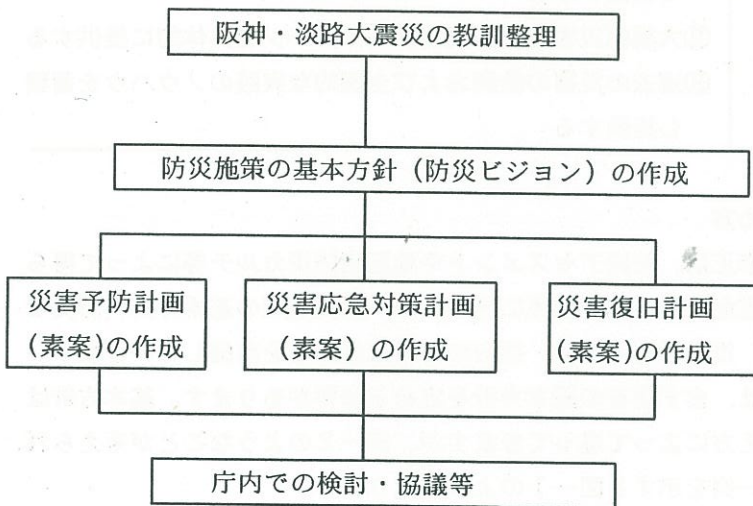 阪神・淡路大震災の教訓整理
防災施策の基本方針（防災ビジョン）の作成
災害予防計画
(素案)の作成
災害応急対策計画
(素案）の作成
災害復旧計画
(素案)の作成
庁内での検討・協議等